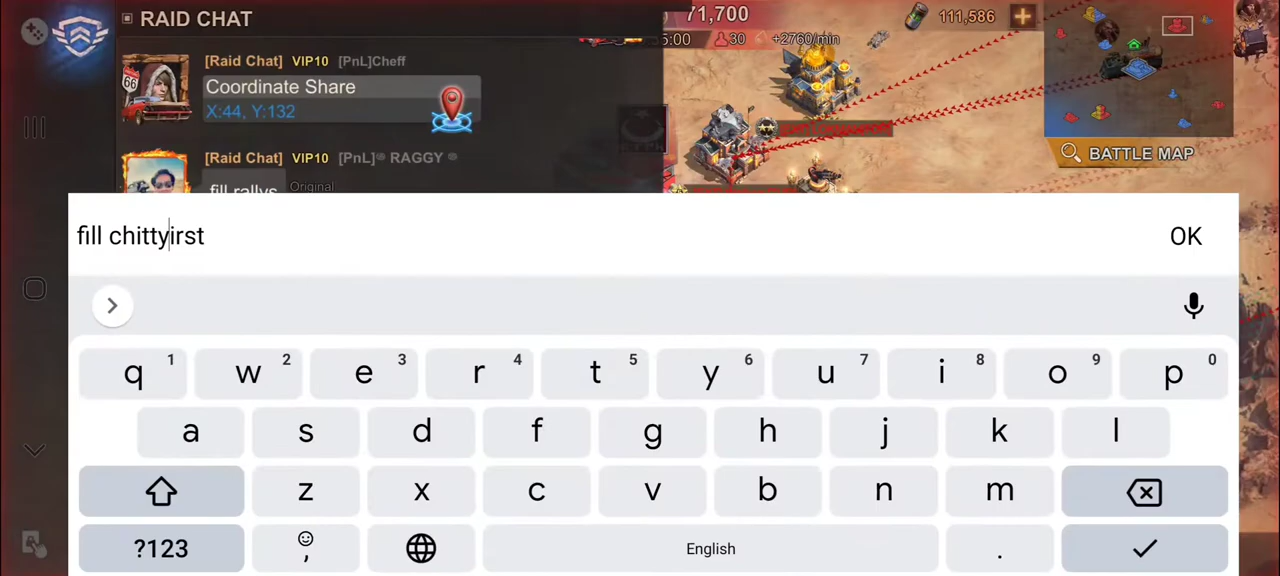 RAID CHAT
[Raid Chat] VIP10 [PnL]Cheff
Coordinate Share
X:44, Y:132
[Raid Chat] VIP10 [PnL] RAGGY
fill rallys
Original
66
71,700
5:00 30 +2760/min
111,586
BATTLE MAP
fill chittyirst
OK
q 1 w 2 e 3 r 4 t 5 y 6 u 7 i 8 o 9 p 0
a s d f g h j k l
z x c v b n m
?123 , English .